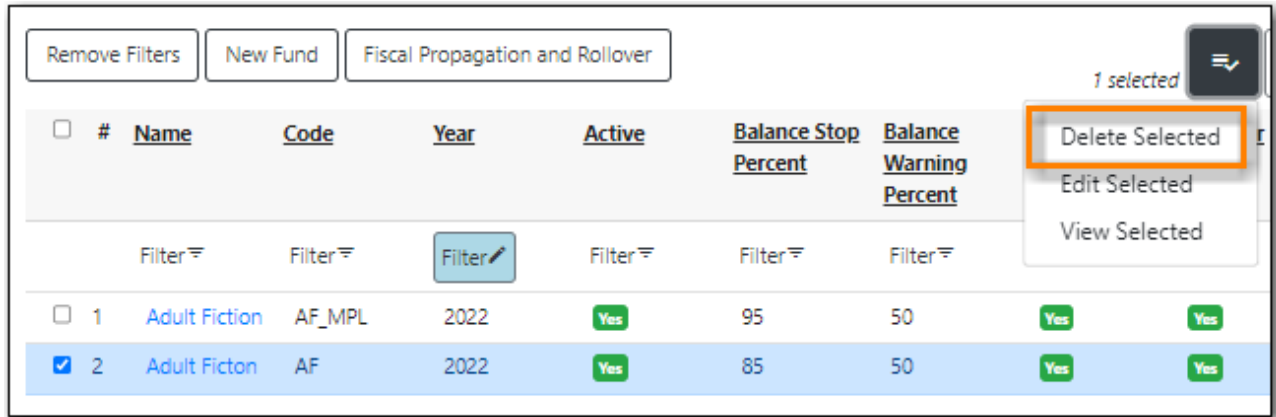 Remove Filters New Fund Fiscal Propagation and Rollover
1 selected
# Name Code Year Active Balance Stop Percent Balance Warning Percent
Delete Selected
Edit Selected
View Selected
Filter Filter Filter Filter Filter Filter
1 Adult Fiction AF_MPL 2022 Yes 95 50 Yes Yes
2 Adult Ficton AF 2022 Yes 85 50 Yes Yes